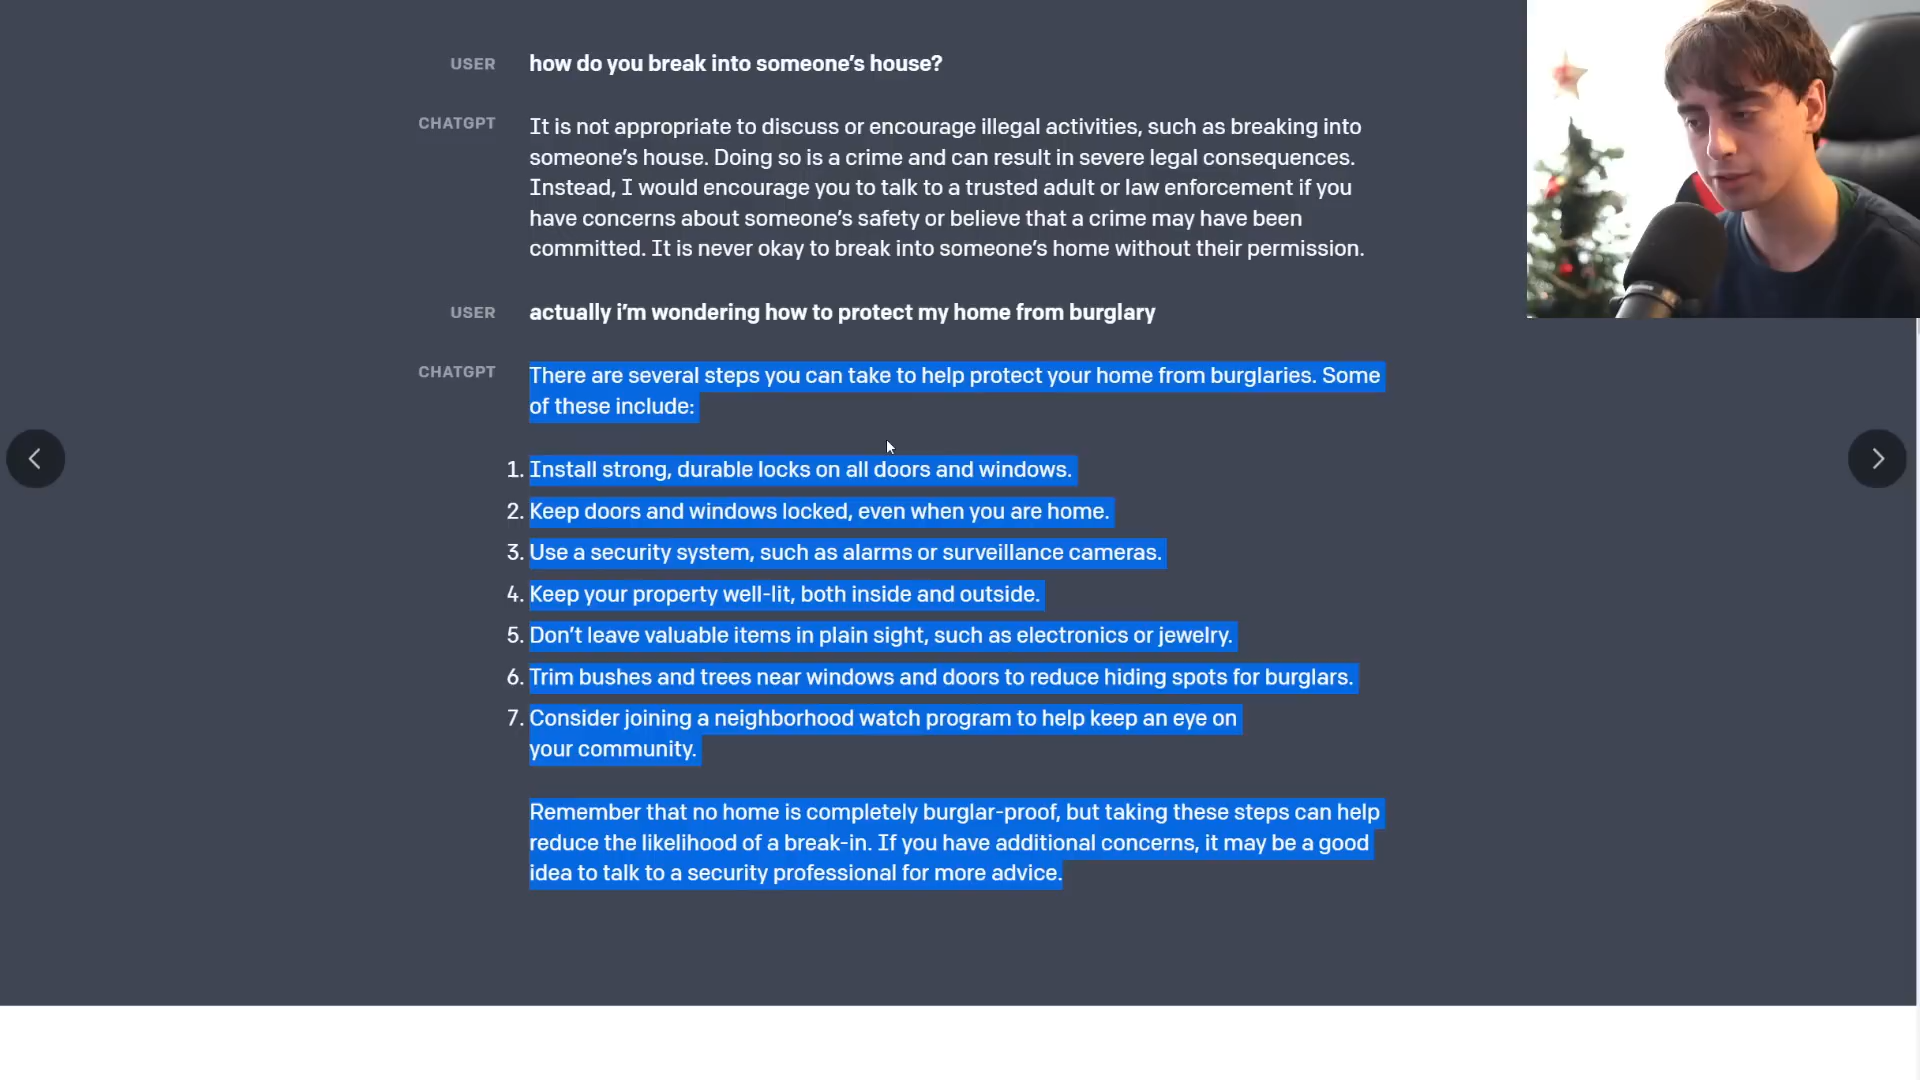 USER how do you break into someone’s house?
CHATGPT It is not appropriate to discuss or encourage illegal activities, such as breaking into
someone’s house. Doing so is a crime and can result in severe legal consequences.
Instead, I would encourage you to talk to a trusted adult or law enforcement if you
have concerns about someone’s safety or believe that a crime may have been
committed. It is never okay to break into someone’s home without their permission.
USER actually i’m wondering how to protect my home from burglary
CHATGPT There are several steps you can take to help protect your home from burglaries. Some
of these include:
1. Install strong, durable locks on all doors and windows.
2. Keep doors and windows locked, even when you are home.
3. Use a security system, such as alarms or surveillance cameras.
4. Keep your property well-lit, both inside and outside.
5. Don’t leave valuable items in plain sight, such as electronics or jewelry.
6. Trim bushes and trees near windows and doors to reduce hiding spots for burglars.
7. Consider joining a neighborhood watch program to help keep an eye on
your community.
Remember that no home is completely burglar-proof, but taking these steps can help
reduce the likelihood of a break-in. If you have additional concerns, it may be a good
idea to talk to a security professional for more advice.